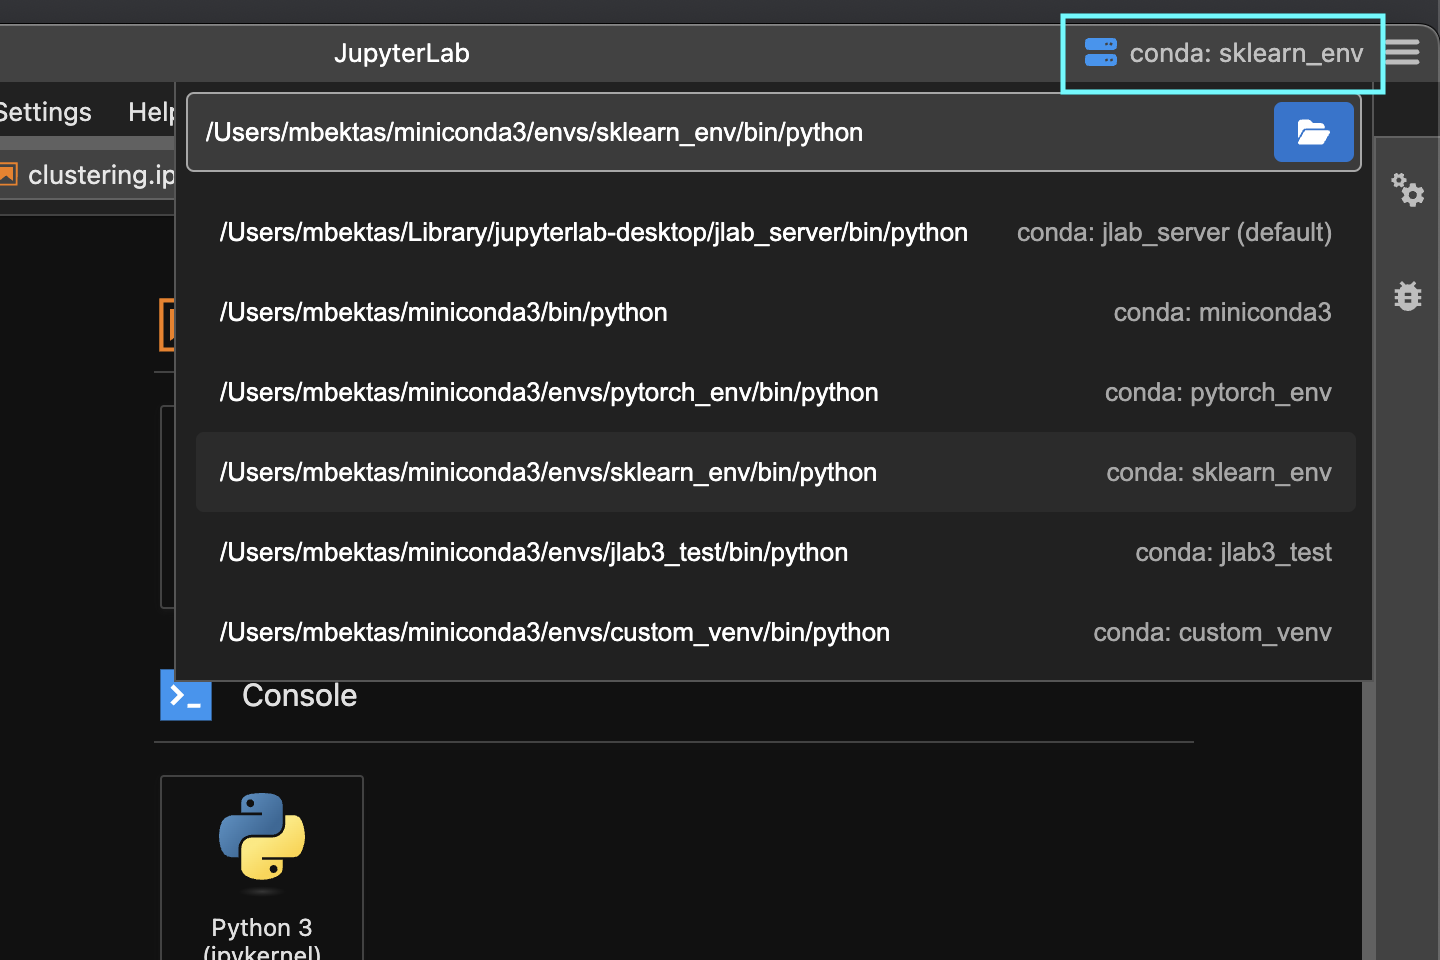 JupyterLab
conda: sklearn_env
Settings Help
/Users/mbektas/miniconda3/envs/sklearn_env/bin/python
clustering.ip
/Users/mbektas/Library/jupyterlab-desktop/jlab_server/bin/python conda: jlab_server (default)
/Users/mbektas/miniconda3/bin/python conda: miniconda3
/Users/mbektas/miniconda3/envs/pytorch_env/bin/python conda: pytorch_env
/Users/mbektas/miniconda3/envs/sklearn_env/bin/python conda: sklearn_env
/Users/mbektas/miniconda3/envs/jlab3_test/bin/python conda: jlab3_test
/Users/mbektas/miniconda3/envs/custom_venv/bin/python conda: custom_venv
Console
Python 3
(ipykernel)